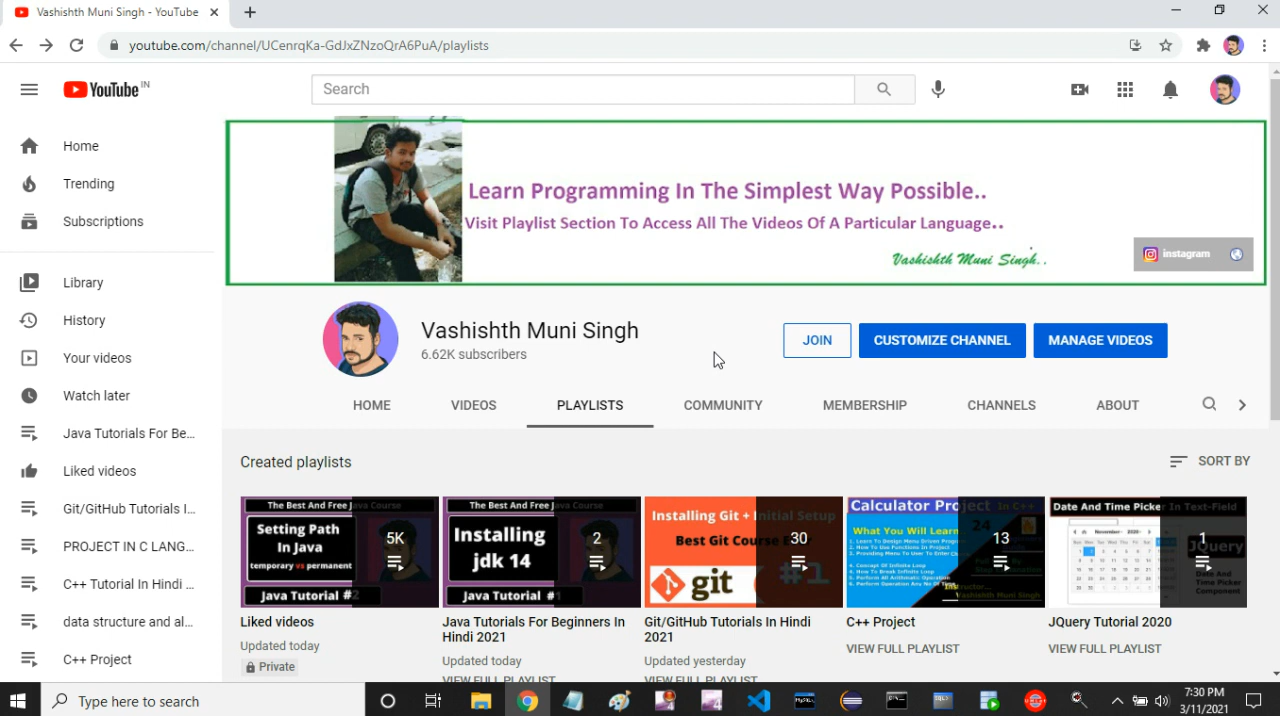 Vashishth Muni Singh - YouTube
youtube.com/channel/UCenrqKa-GdJxZNzoQrA6PuA/playlists
YouTube IN
Search
Home
Trending
Subscriptions
Library
History
Your videos
Watch later
Java Tutorials For Be...
Liked videos
Git/GitHub Tutorials I...
PROJECT IN C LANG...
C++ Tutorial In Hindi ...
data structure and al...
C++ Project
Learn Programming In The Simplest Way Possible..
Visit Playlist Section To Access All The Videos Of A Particular Language..
Vashishth Muni Singh..
instagram
Vashishth Muni Singh
6.62K subscribers
JOIN
CUSTOMIZE CHANNEL
MANAGE VIDEOS
HOME
VIDEOS
PLAYLISTS
COMMUNITY
MEMBERSHIP
CHANNELS
ABOUT
Created playlists
SORT BY
The Best And Free Java Course
Setting Path
In Java
temporary vs permanent
Java Tutorial #2
5K
Liked videos
Updated today
Private
The Best And Free Java Course
Installing
jdk 14
Java Tutorial #1
2
Java Tutorials For Beginners In
Hindi 2021
Updated today
VIEW FULL PLAYLIST
Installing Git + Initial Setup
Best Git Course
git
#1
30
Git/GitHub Tutorials In Hindi
2021
Updated yesterday
VIEW FULL PLAYLIST
Calculator Project In C++
What You Will Learn
1. Learn To Design Menu Driven Program
2. How To Use Functions In Project
3. Providing Menu To User To Enter
4. Concept Of Infinite Loop
5. How To Break Infinite Loop
6. Perform All Arithmatic Operation
24
Vashishth Muni Singh
13
C++ Project
VIEW FULL PLAYLIST
Date And Time Picker In Text-Field
November 2020
JQuery
Date And
Time Picker
Component
1
JQuery Tutorial 2020
VIEW FULL PLAYLIST
Type here to search
7:30 PM
3/11/2021